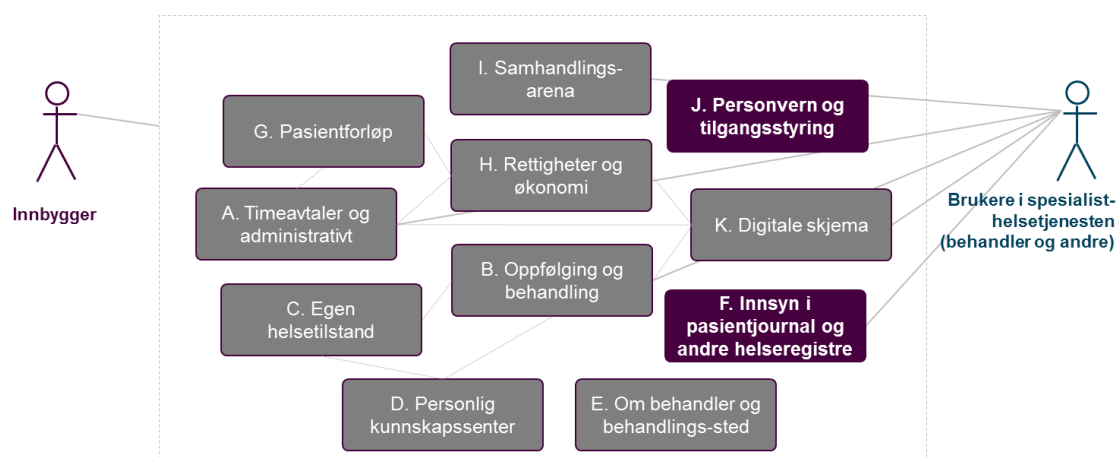 I. Samhandlings-
arena
J. Personvern og
tilgangsstyring
G. Pasientforløp
H. Rettigheter og
økonomi
Innbygger
A. Timeavtaler og
administrativt
K. Digitale skjema
Brukere i spesialist-
helsetjenesten
(behandler og andre)
B. Oppfølging og
behandling
C. Egen
helsetilstand
F. Innsyn i
pasientjournal og
andre helseregistre
D. Personlig
kunnskapssenter
E. Om behandler og
behandlings-sted